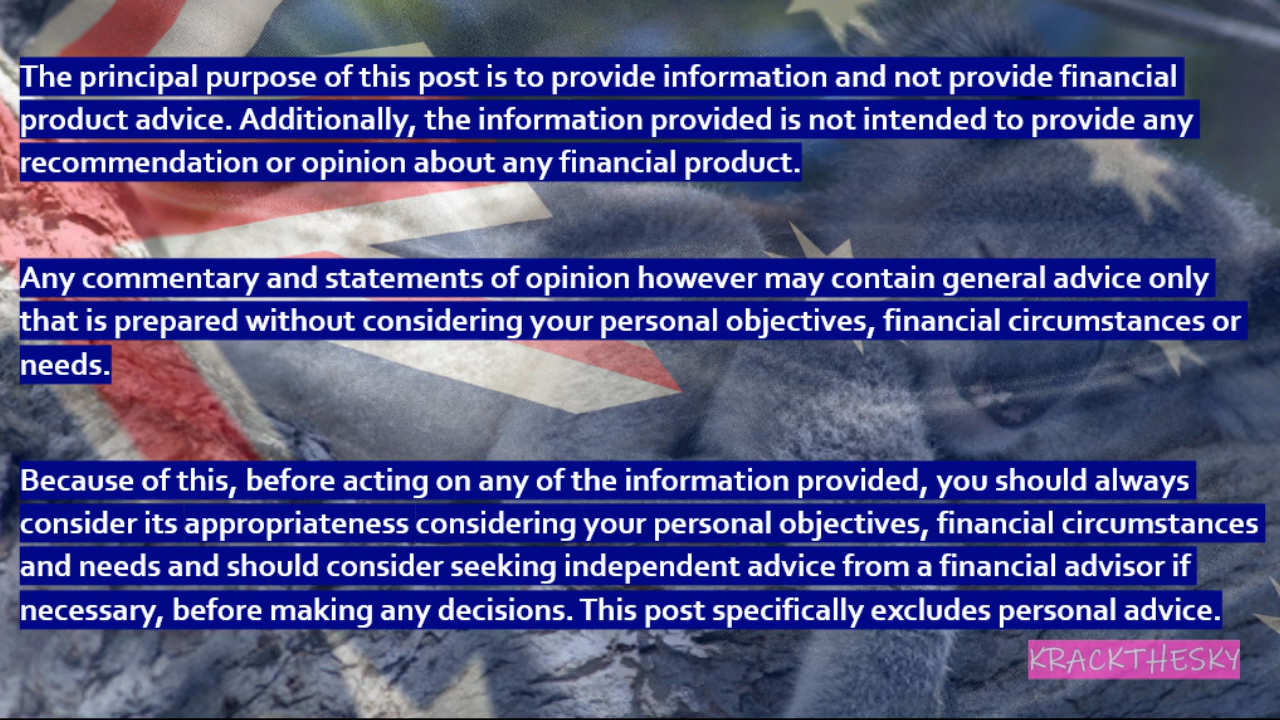 The principal purpose of this post is to provide information and not provide financial
product advice. Additionally, the information provided is not intended to provide any
recommendation or opinion about any financial product.
Any commentary and statements of opinion however may contain general advice only
that is prepared without considering your personal objectives, financial circumstances or
needs.
Because of this, before acting on any of the information provided, you should always
consider its appropriateness considering your personal objectives, financial circumstances
and needs and should consider seeking independent advice from a financial advisor if
necessary, before making any decisions. This post specifically excludes personal advice.
KRACKTHESKY